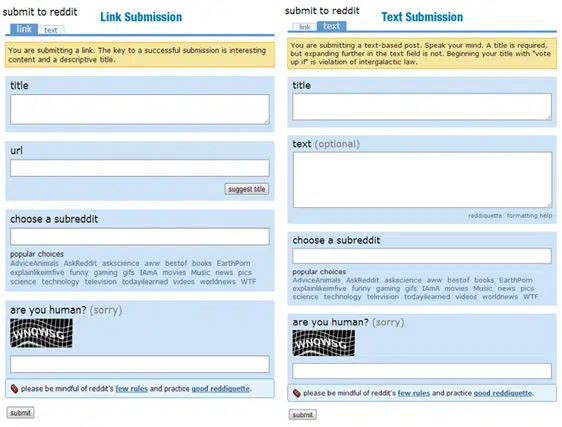 submit to reddit
Link Submission
link text
You are submitting a link. The key to a successful submission is interesting
content and a descriptive title.
title
url
suggest title
choose a subreddit
popular choices
AdviceAnimals AskReddit askscience aww bestof books EarthPorn
explainlikeimfive funny gaming gifs IAmA movies Music news pics
science technology television todayilearned videos worldnews WTF
are you human? (sorry)
WNOWSG
please be mindful of reddit's few rules and practice good reddiquette.
submit
submit to reddit
Text Submission
link text
You are submitting a text-based post. Speak your mind. A title is required,
but expanding further in the text field is not. Beginning your title with "vote
up if" is violation of intergalactic law.
title
text (optional)
reddiquette formatting help
choose a subreddit
popular choices
AdviceAnimals AskReddit askscience aww bestof books EarthPorn
explainlikeimfive funny gaming gifs IAmA movies Music news pics
science technology television todayilearned videos worldnews WTF
are you human? (sorry)
WNOWSG
please be mindful of reddit's few rules and practice good reddiquette.
submit